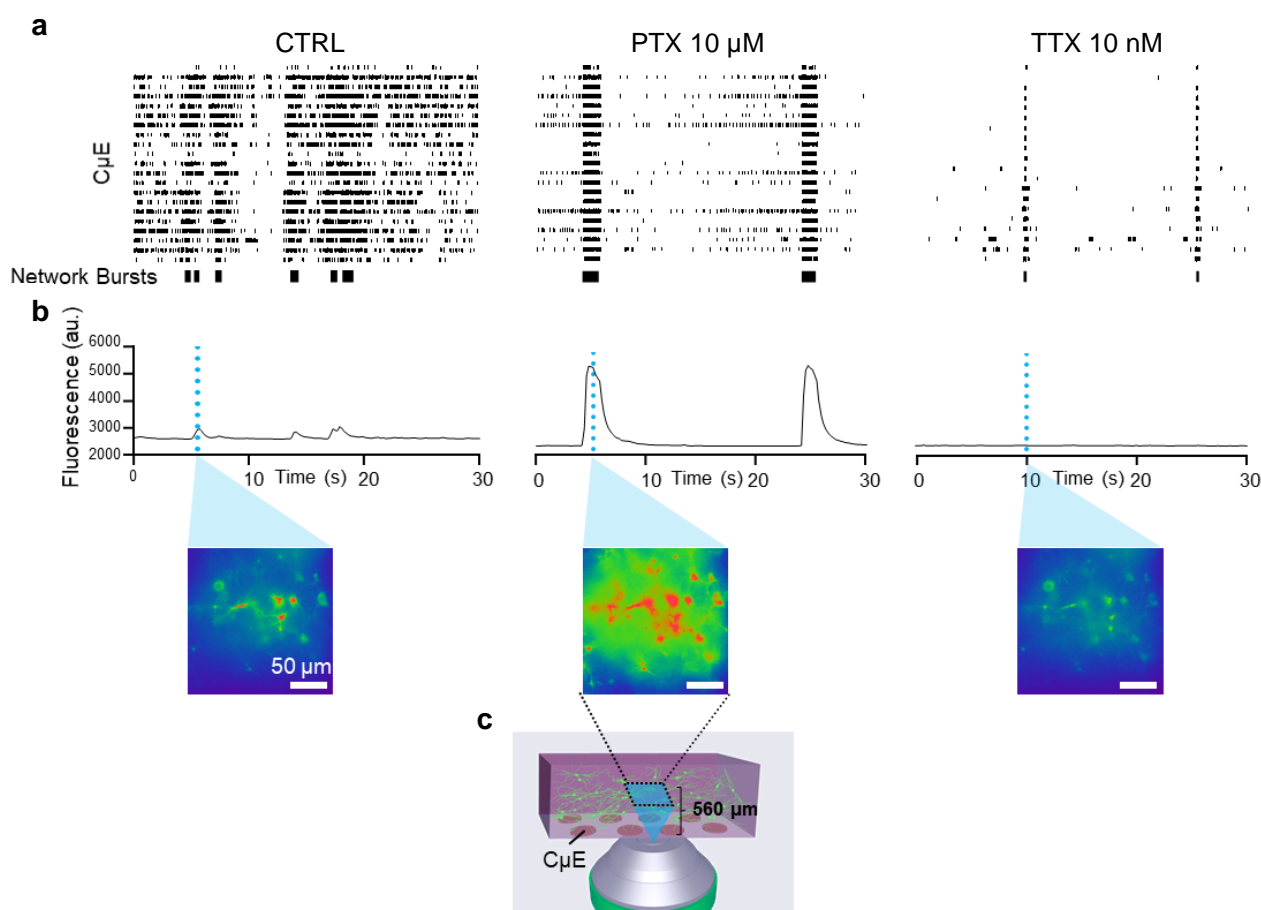 a
CTRL
PTX 10 µM
TTX 10 nM
CµE
Network Bursts
b
Fluorescence (au.)
6000
5000
4000
3000
2000
0
10
Time (s)
20
30
0
10
Time (s)
20
30
0
10
Time (s)
20
30
50 µm
c
560 µm
CµE